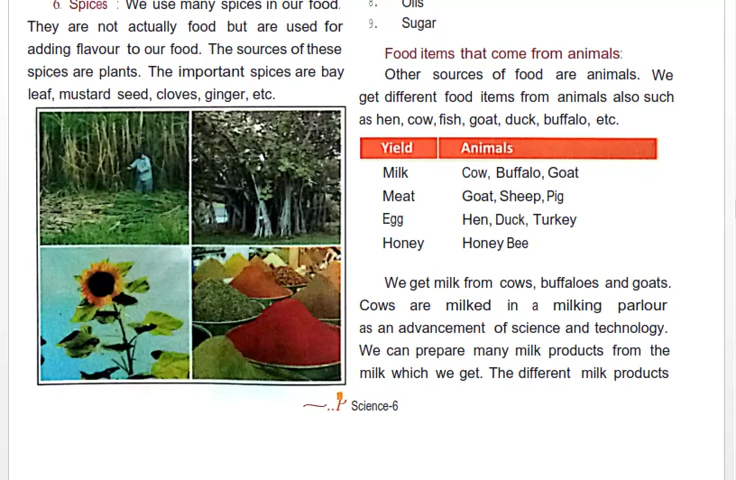 6. Spices : We use many spices in our food.
They are not actually food but are used for
adding flavour to our food. The sources of these
spices are plants. The important spices are bay
leaf, mustard seed, cloves, ginger, etc.
8. Oils
9. Sugar
Food items that come from animals:
Other sources of food are animals. We
get different food items from animals also such
as hen, cow, fish, goat, duck, buffalo, etc.
Yield Animals
Milk Cow, Buffalo, Goat
Meat Goat, Sheep, Pig
Egg Hen, Duck, Turkey
Honey Honey Bee
We get milk from cows, buffaloes and goats.
Cows are milked in a milking parlour
as an advancement of science and technology.
We can prepare many milk products from the
milk which we get. The different milk products
Science-6